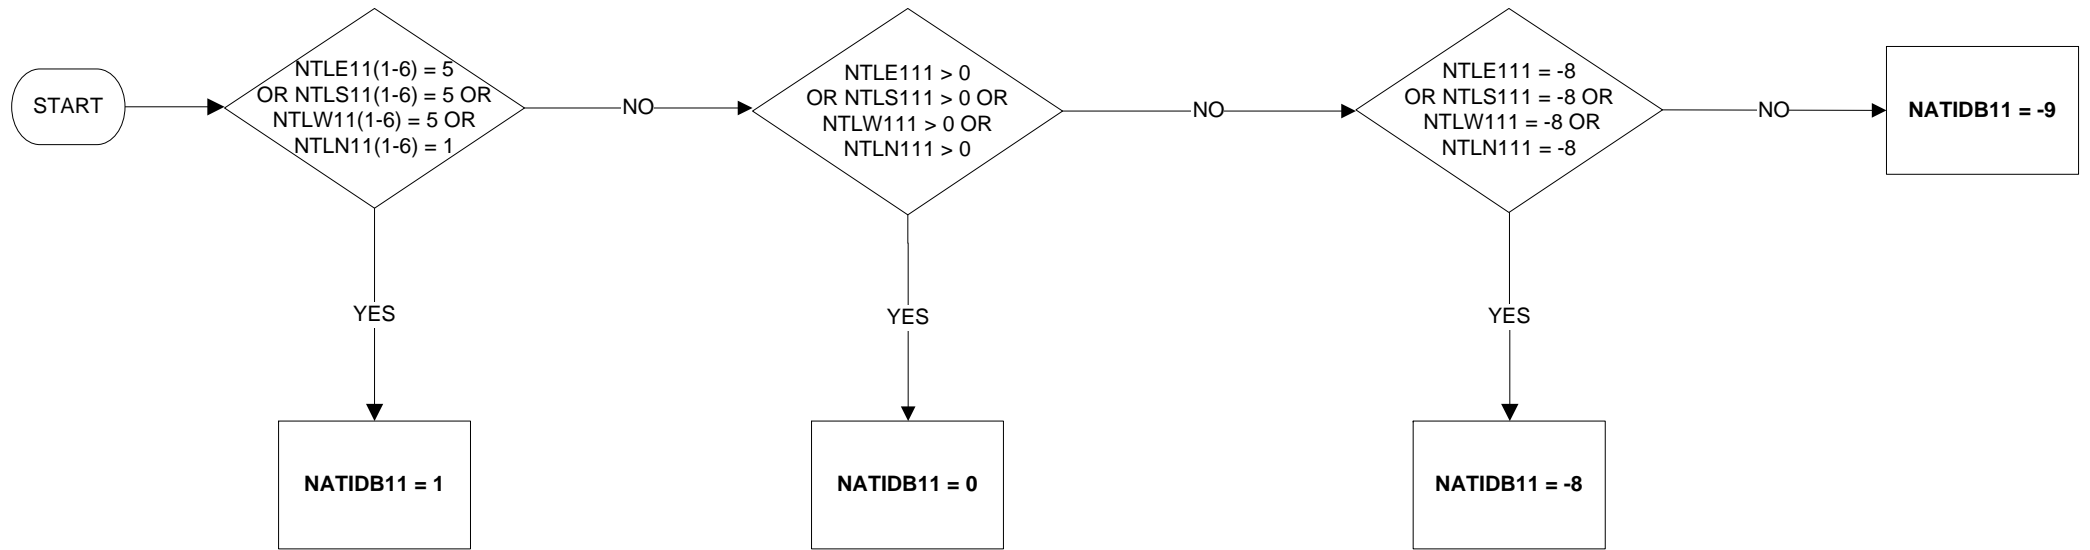 START
NTLE11(1-6) = 5
OR NTLS11(1-6) = 5 OR
NTLW11(1-6) = 5 OR
NTLN11(1-6) = 1
NO
NTLE111 > 0
OR NTLS111 > 0 OR
NTLW111 > 0 OR
NTLN111 > 0
NO
NTLE111 = -8
OR NTLS111 = -8 OR
NTLW111 = -8 OR
NTLN111 = -8
NO
NATIDB11 = -9
YES
YES
YES
NATIDB11 = 1
NATIDB11 = 0
NATIDB11 = -8